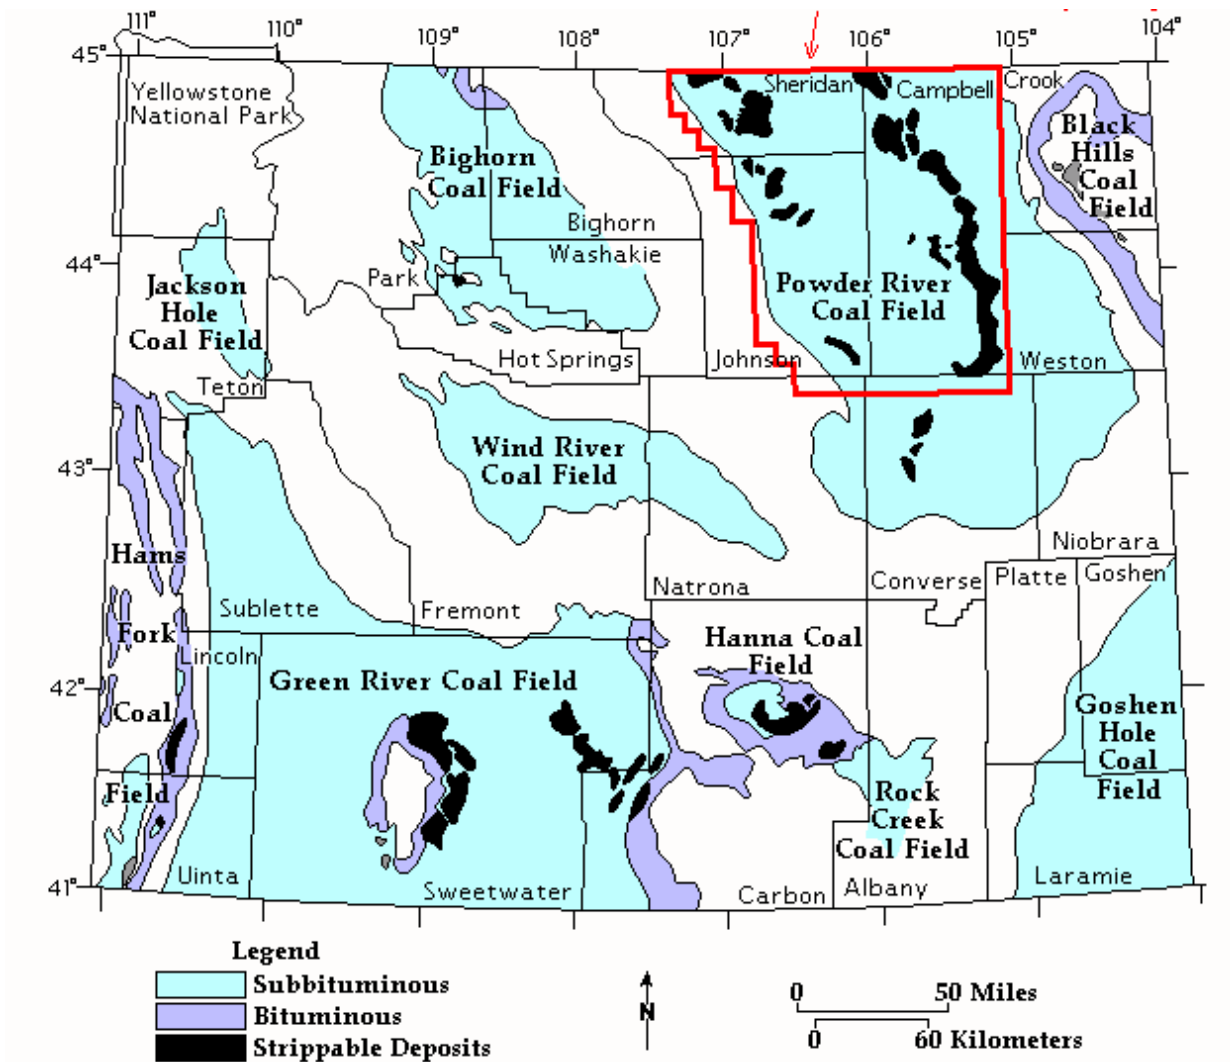 111°
110°
109°
108°
107°
106°
105°
104°
45°
Yellowstone
National Park
Sheridan
Campbell
Crook
Black
Hills
Coal
Field
Bighorn
Coal Field
Bighorn
Washakie
44°
Park
Jackson
Hole
Coal Field
Powder River
Coal Field
Hot Springs
Johnson
Weston
Teton
Wind River
Coal Field
43°
Hams
Fork
Coal
Field
Niobrara
Natrona
Converse
Platte
Goshen
Sublette
Fremont
Lincoln
Hanna Coal
Field
Green River Coal Field
42°
Goshen
Hole
Coal
Field
Rock
Creek
Coal Field
41°
Uinta
Sweetwater
Carbon
Albany
Laramie
Legend
Subbituminous
Bituminous
Strippable Deposits
N
0 50 Miles
0 60 Kilometers